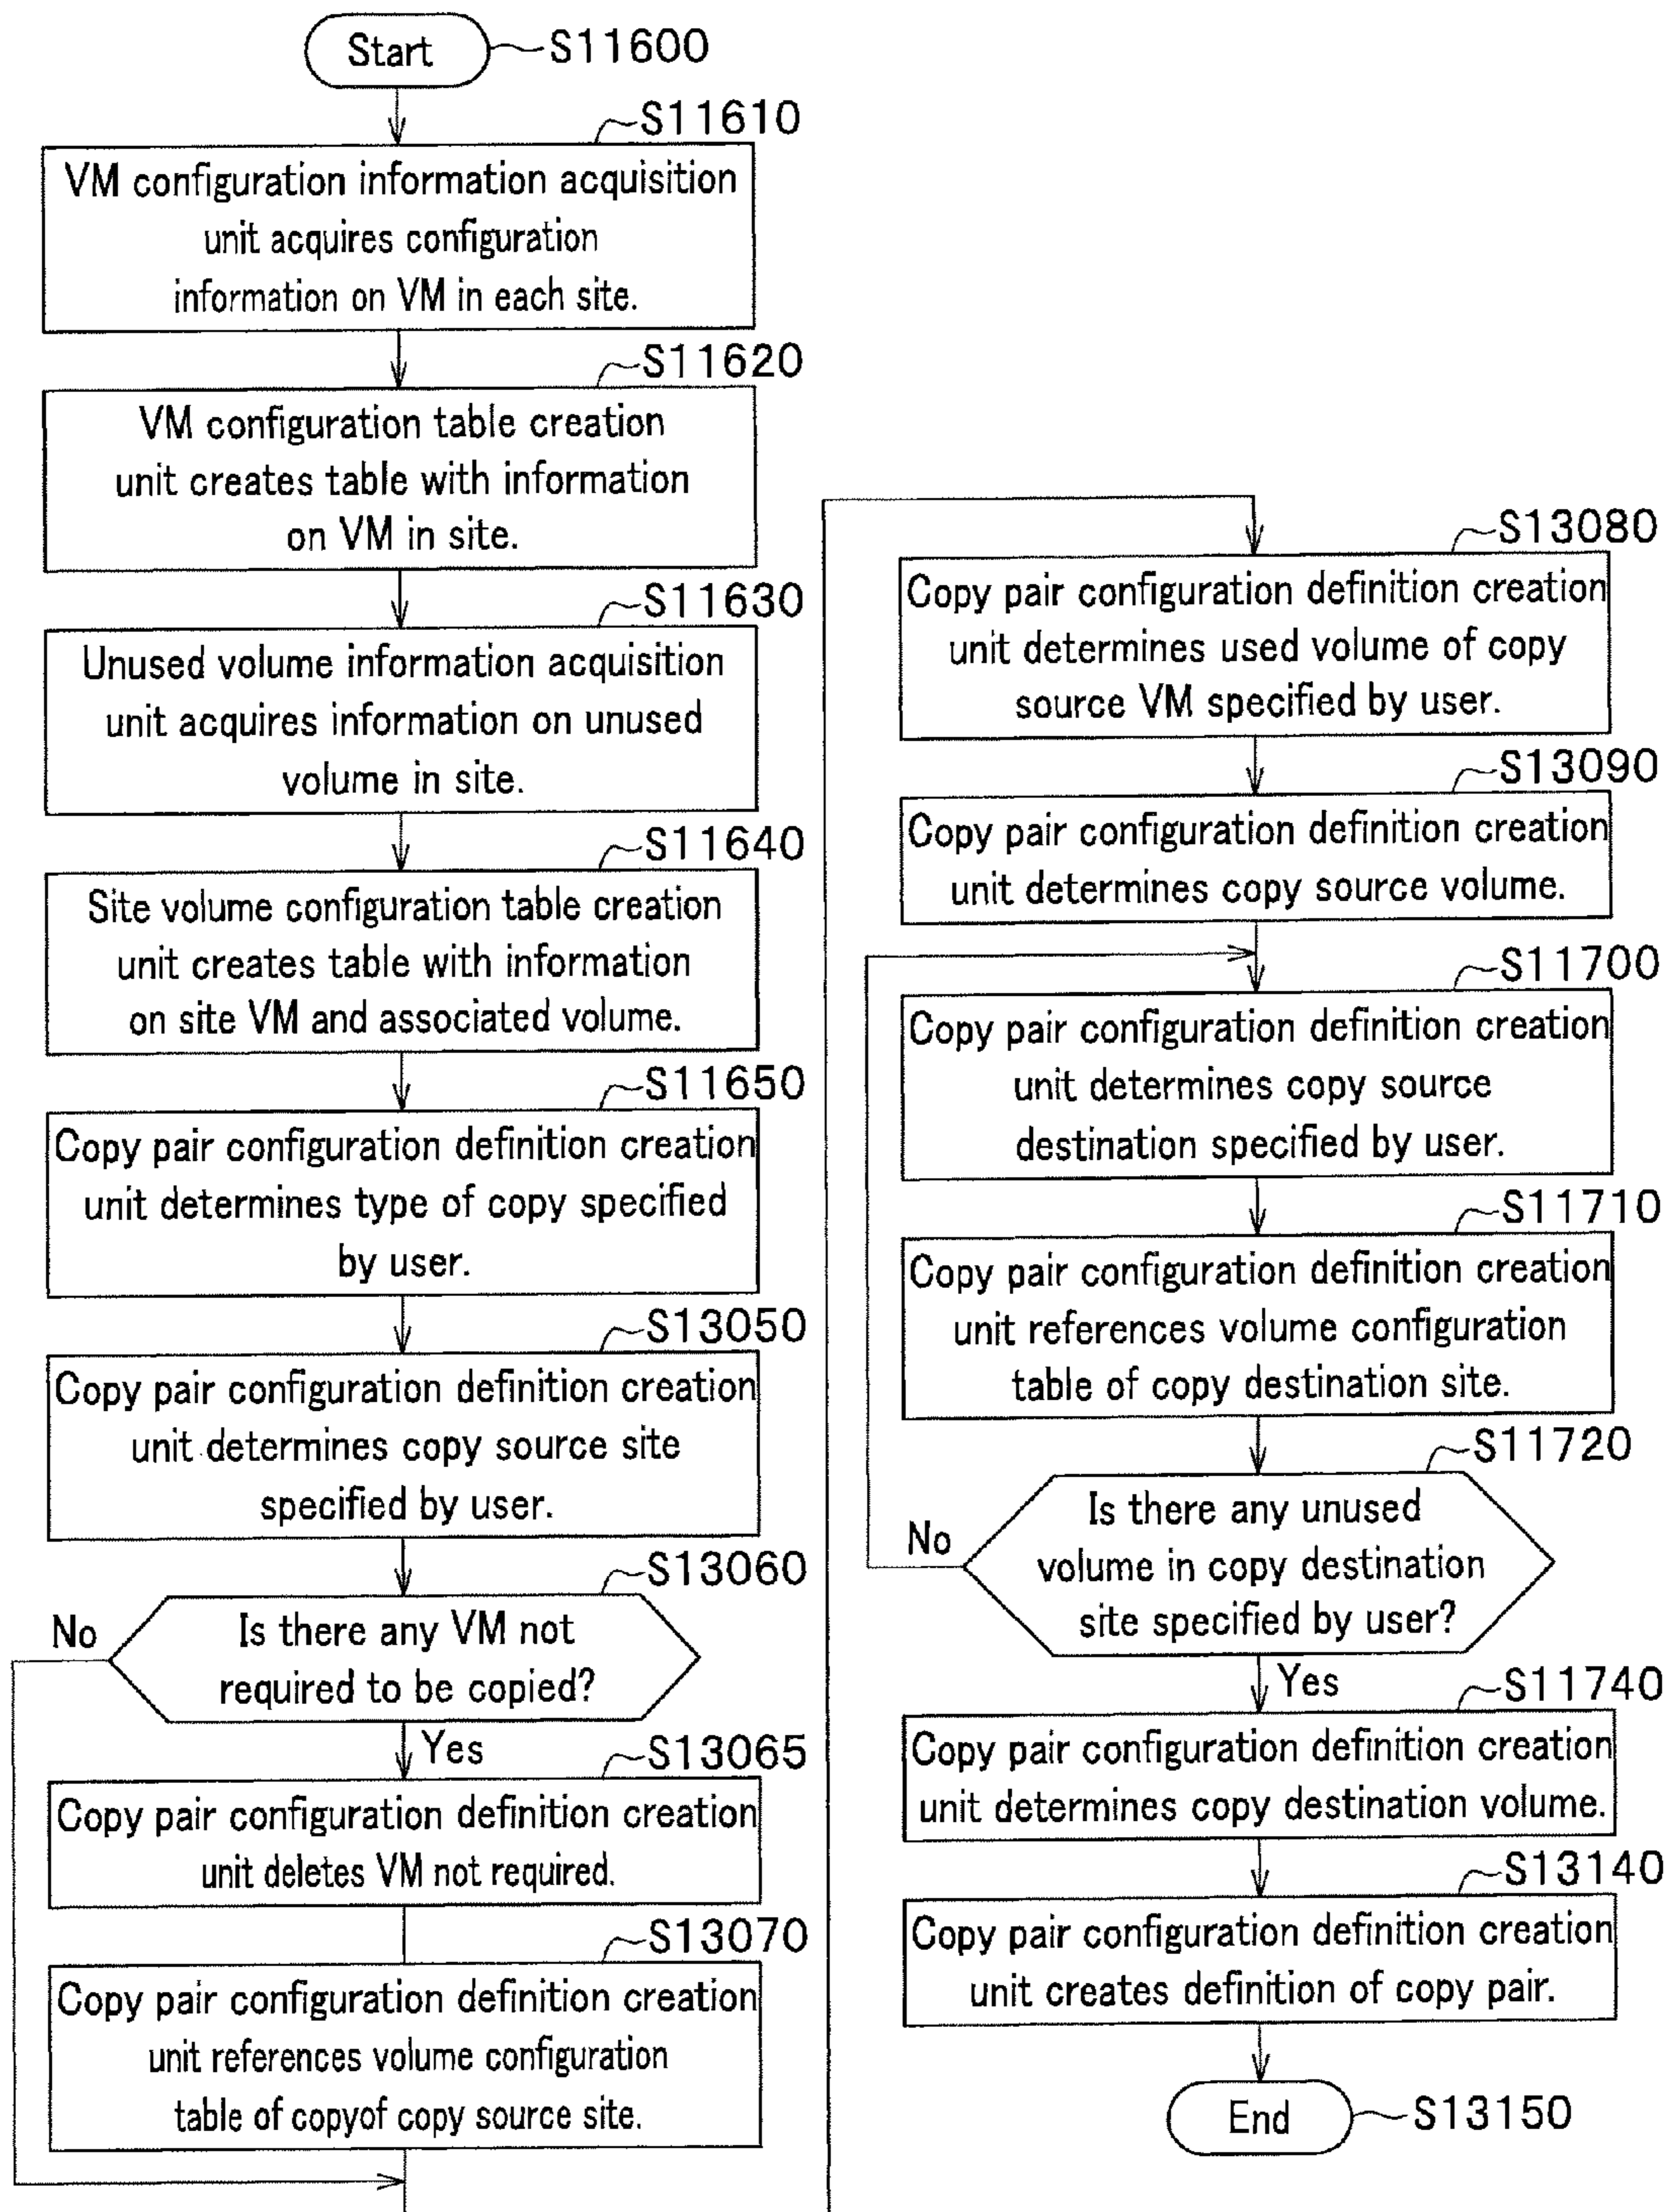 Start
S11600
S11610
VM configuration information acquisition
unit acquires configuration
information on VM in each site.
S11620
VM configuration table creation
unit creates table with information
on VM in site.
S11630
Unused volume information acquisition
unit acquires information on unused
volume in site.
S11640
Site volume configuration table creation
unit creates table with information
on site VM and associated volume.
S11650
Copy pair configuration definition creation
unit determines type of copy specified
by user.
S13050
Copy pair configuration definition creation
unit determines copy source site
specified by user.
S13060
No
Is there any VM not
required to be copied?
Yes
S13065
Copy pair configuration definition creation
unit deletes VM not required.
S13070
Copy pair configuration definition creation
unit references volume configuration
table of copyof copy source site.
S13080
Copy pair configuration definition creation
unit determines used volume of copy
source VM specified by user.
S13090
Copy pair configuration definition creation
unit determines copy source volume.
S11700
Copy pair configuration definition creation
unit determines copy source
destination specified by user.
S11710
Copy pair configuration definition creation
unit references volume configuration
table of copy destination site.
S11720
No
Is there any unused
volume in copy destination
site specified by user?
Yes
S11740
Copy pair configuration definition creation
unit determines copy destination volume.
S13140
Copy pair configuration definition creation
unit creates definition of copy pair.
End
S13150